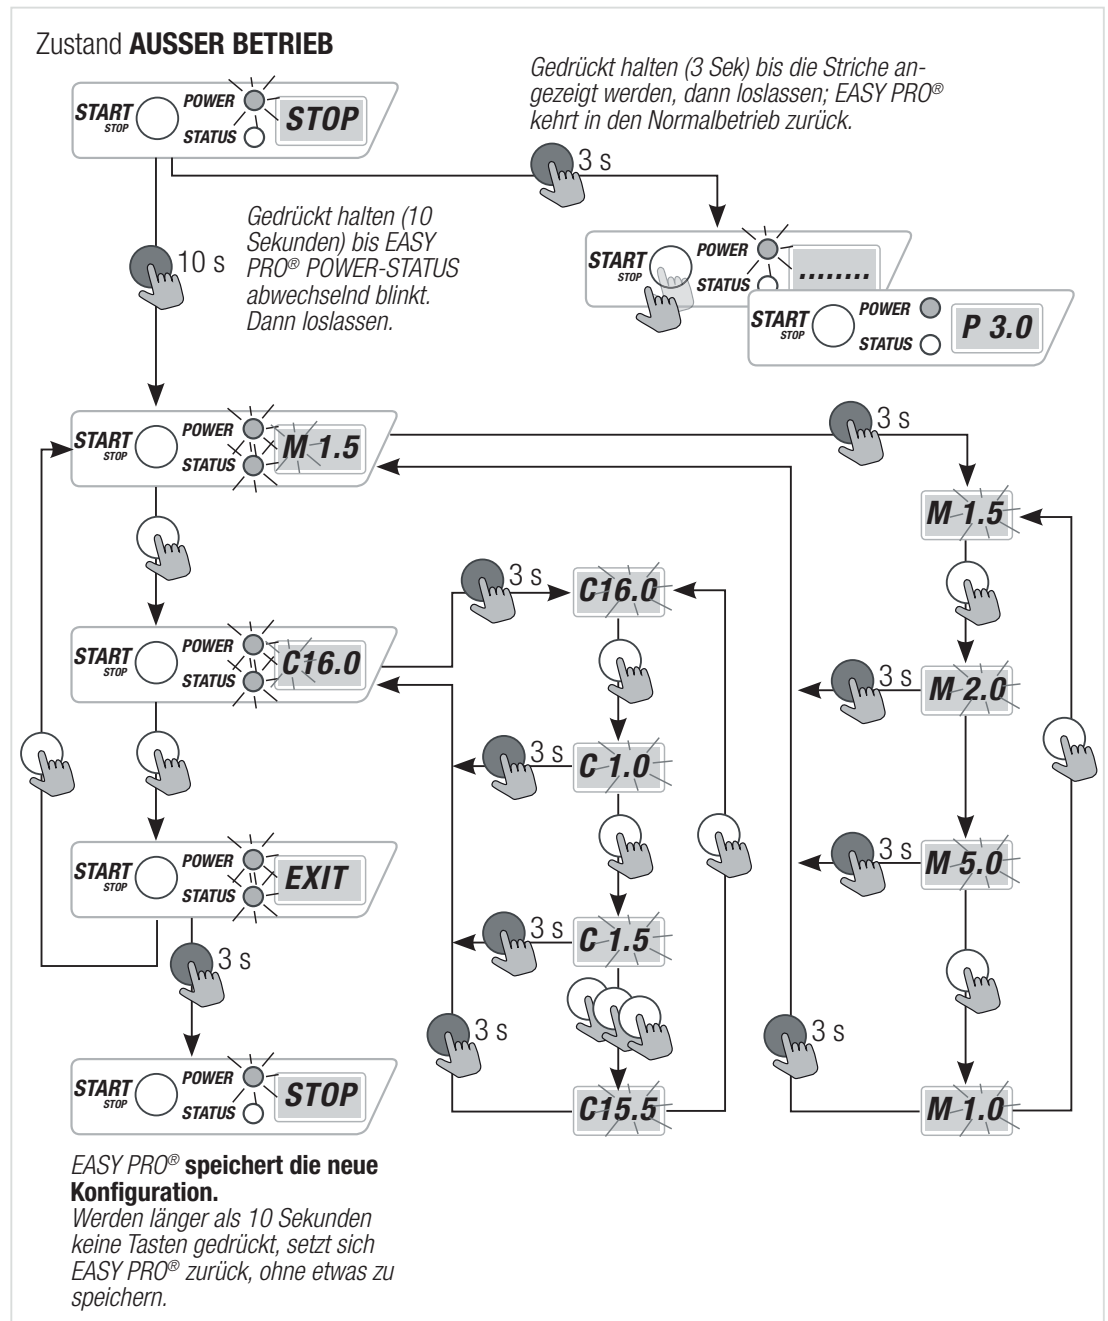 Zustand AUSSER BETRIEB
START
STOP
POWER
STATUS
STOP
Gedrückt halten (3 Sek) bis die Striche an-
gezeigt werden, dann loslassen; EASY PRO®
kehrt in den Normalbetrieb zurück.
3 s
Gedrückt halten (10
Sekunden) bis EASY
PRO® POWER-STATUS
abwechselnd blinkt.
Dann loslassen.
10 s
START
STOP
POWER
STATUS
........
START
STOP
POWER
STATUS
P 3.0
START
STOP
POWER
STATUS
M 1.5
3 s
M 1.5
3 s
C16.0
START
STOP
POWER
STATUS
C16.0
3 s
M 2.0
3 s
C 1.0
START
STOP
POWER
STATUS
EXIT
3 s
M 5.0
3 s
C 1.5
3 s
3 s
3 s
START
STOP
POWER
STATUS
STOP
C15.5
M 1.0
EASY PRO® speichert die neue
Konfiguration.
Werden länger als 10 Sekunden
keine Tasten gedrückt, setzt sich
EASY PRO® zurück, ohne etwas zu
speichern.